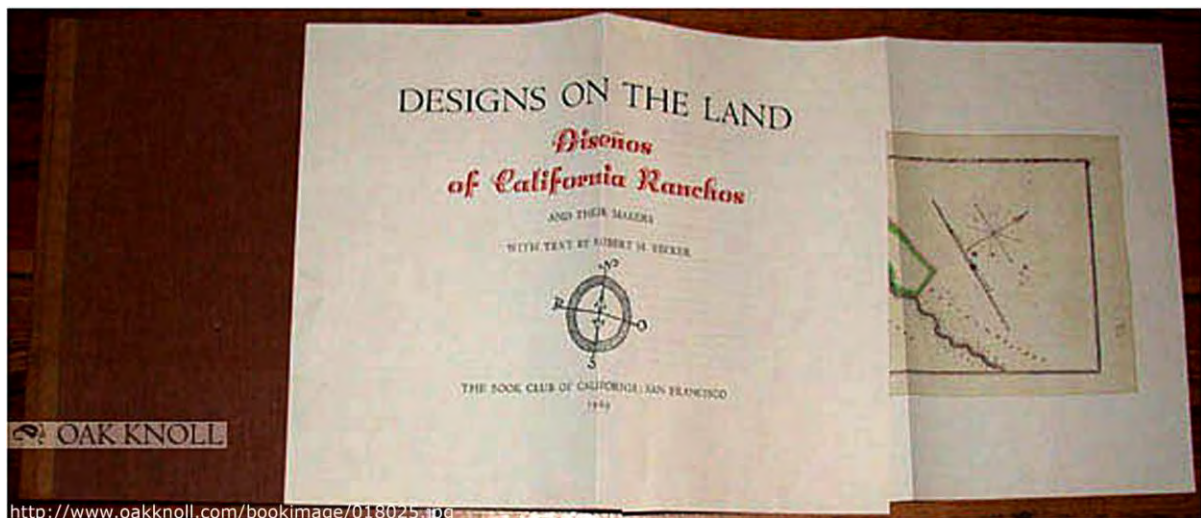 DESIGNS ON THE LAND
Diseños
of California Ranchos
AND THEIR MAKERS
WITH TEXT BY ROBERT H. BECKER
N
R
O
S
THE BOOK CLUB OF CALIFORNIA: SAN FRANCISCO
1969
OAK KNOLL
http://www.oakknoll.com/bookimage/018025.jpg